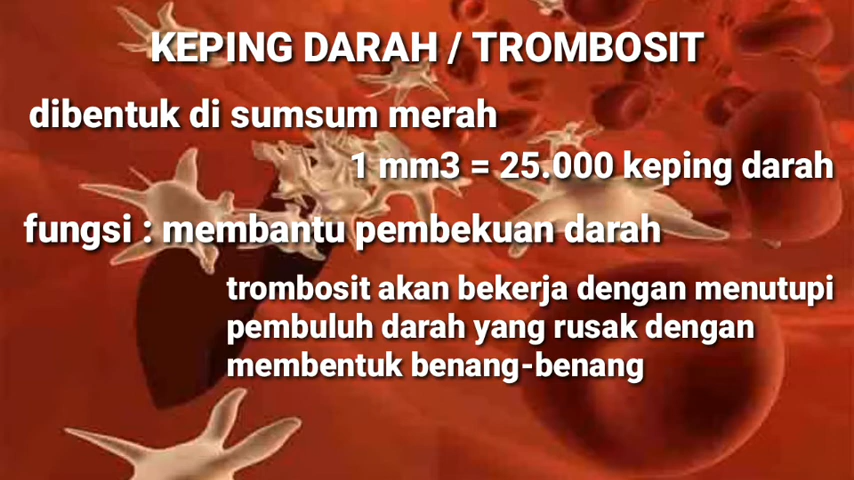 KEPING DARAH / TROMBOSIT
dibentuk di sumsum merah
1 mm3 = 25.000 keping darah
fungsi : membantu pembekuan darah
trombosit akan bekerja dengan menutupi
pembuluh darah yang rusak dengan
membentuk benang-benang